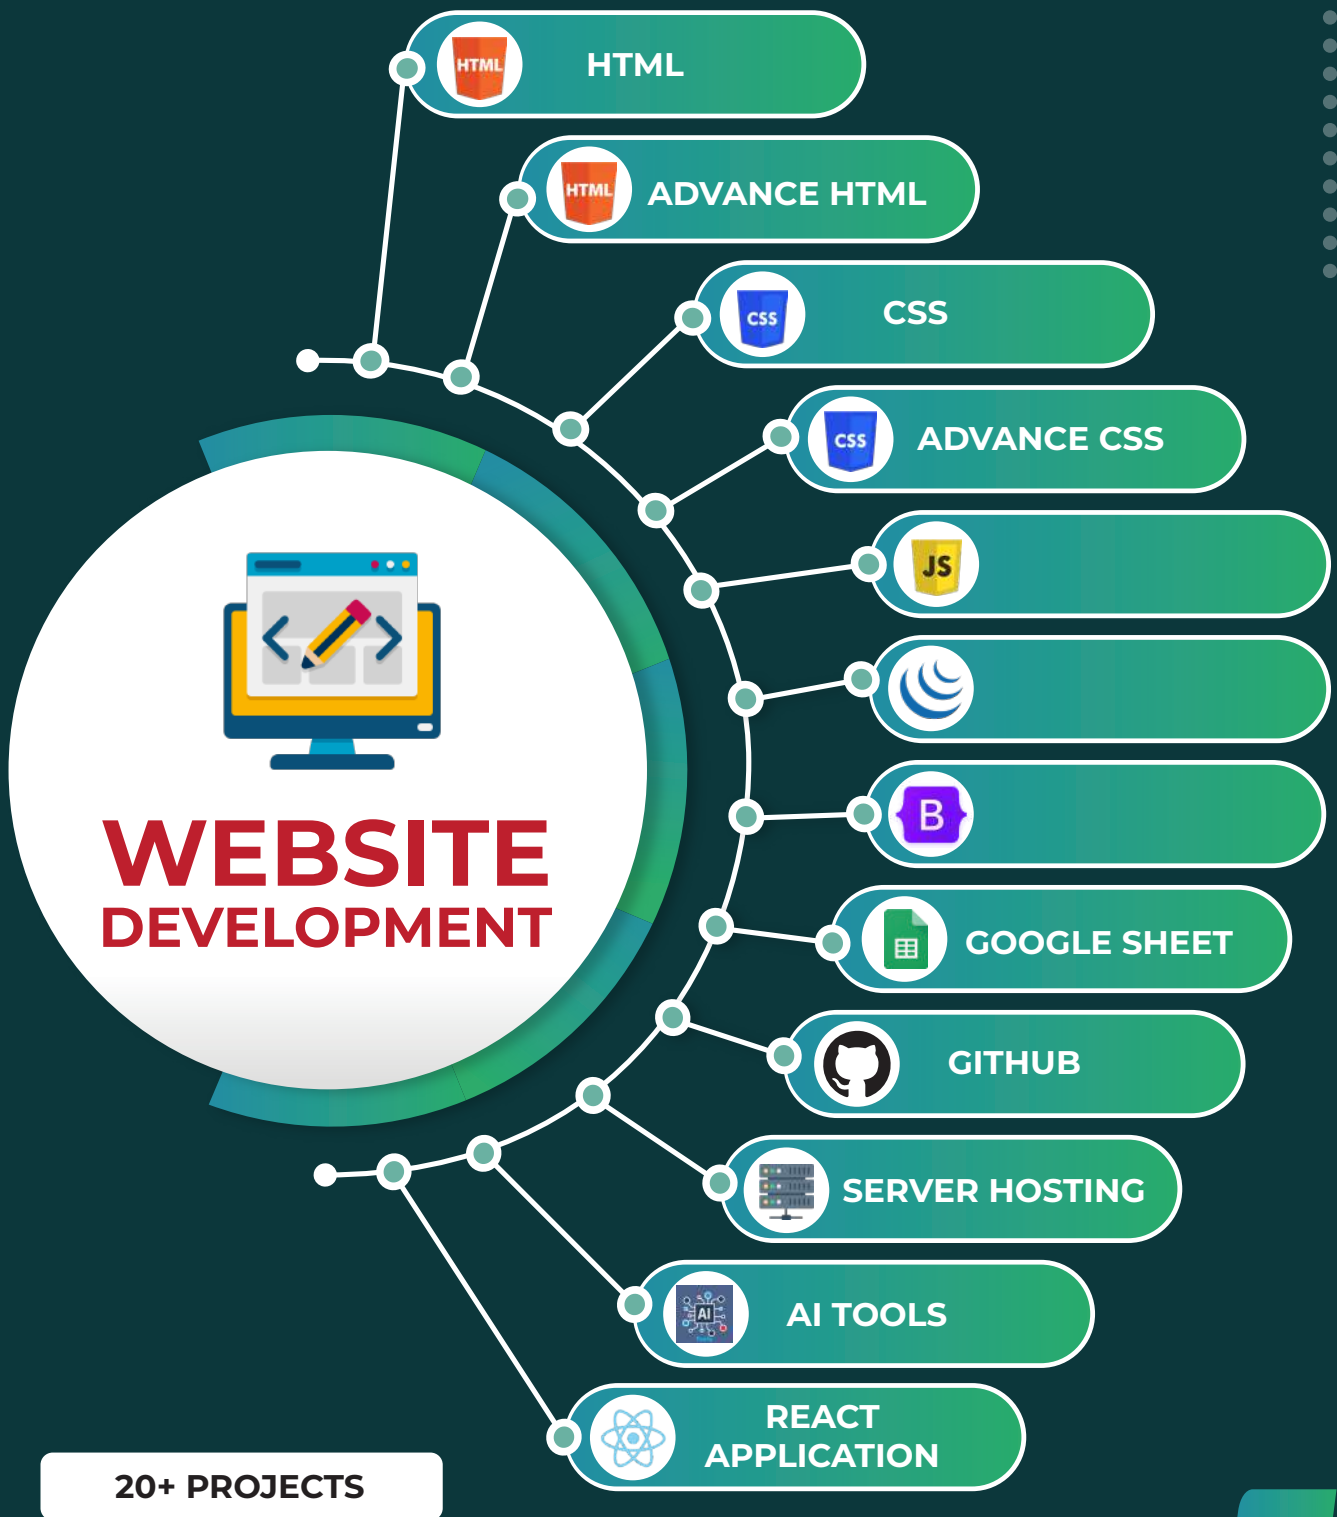 HTML
HTML
HTML
ADVANCE HTML
CSS
CSS
CSS
ADVANCE CSS
JS
B
WEBSITE
DEVELOPMENT
GOOGLE SHEET
GITHUB
SERVER HOSTING
AI
AI TOOLS
REACT
APPLICATION
20+ PROJECTS